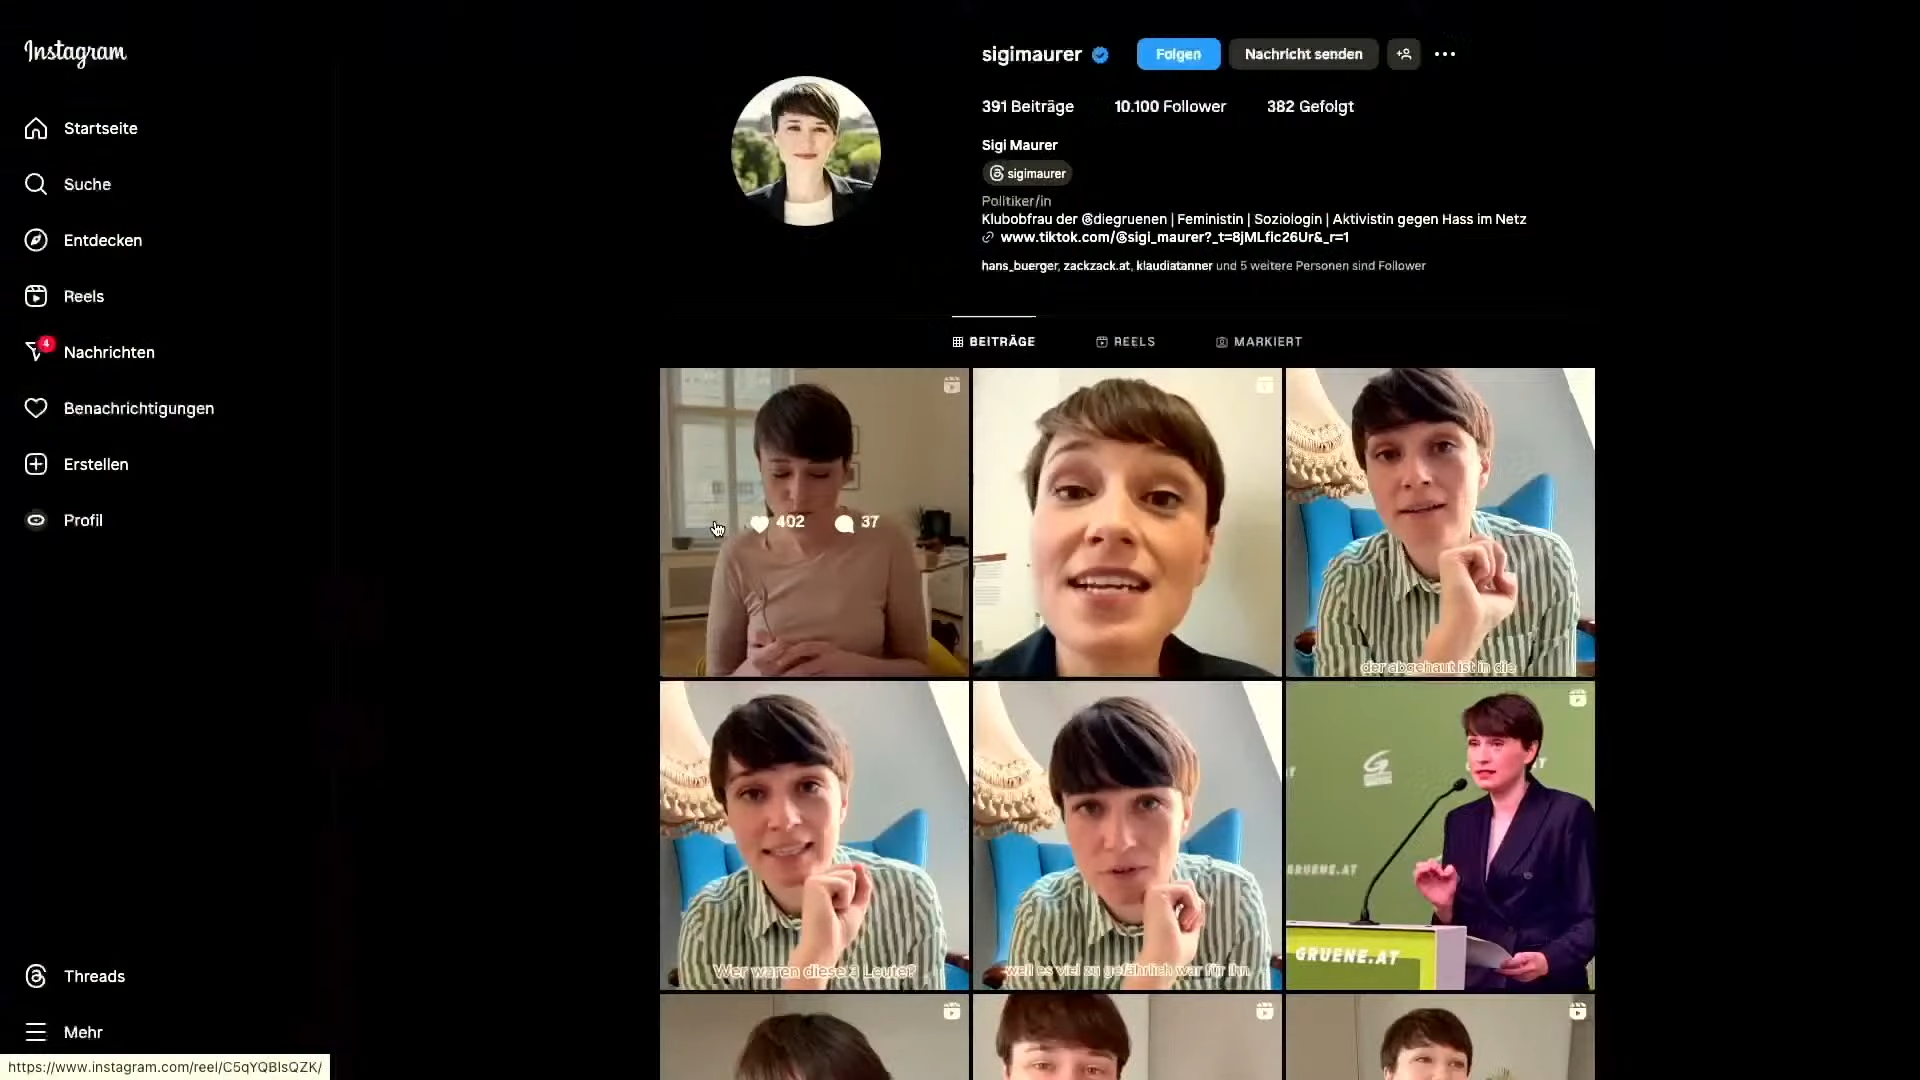 Instagram
Startseite
Suche
Entdecken
Reels
4
Nachrichten
Benachrichtigungen
Erstellen
Profil
Threads
Mehr
https://www.instagram.com/reel/C5qYQBlsQZK/
sigimaurer
Folgen
Nachricht senden
391 Beiträge 10.100 Follower 382 Gefolgt
Sigi Maurer
sigimaurer
Politiker/in
Klubobfrau der @diegruenen | Feministin | Soziologin | Aktivistin gegen Hass im Netz
www.tiktok.com/@sigi_maurer?_t=8jMLfic26Ur&_r=1
hans_buerger, zackzack.at, klaudiatanner und 5 weitere Personen sind Follower
BEITRÄGE REELS MARKIERT
402 37
der abgehaut ist in die
Wer waren diese 3 Leute?
weil es viel zu gefährlich war für ihn
GRUENE.AT
GRUENE.AT